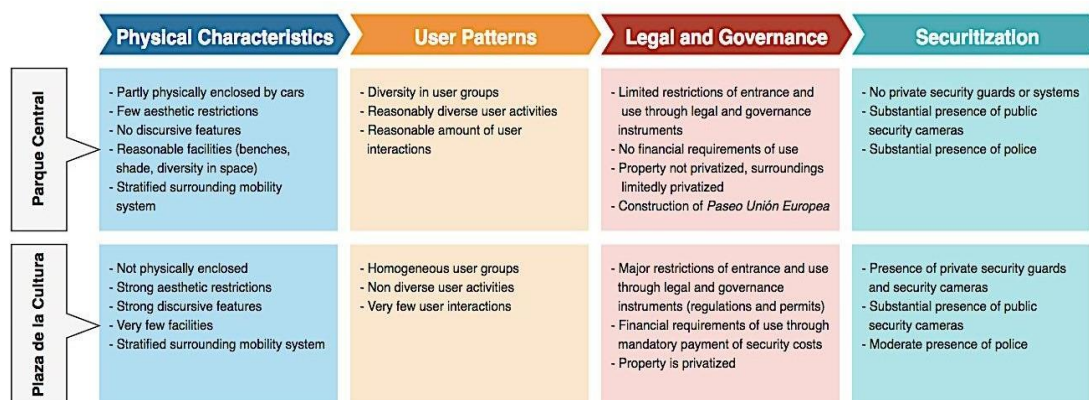 Physical Characteristics
User Patterns
Legal and Governance
Securitization
Parque Central
- Partly physically enclosed by cars
- Few aesthetic restrictions
- No discursive features
- Reasonable facilities (benches,
shade, diversity in space)
- Stratified surrounding mobility
system
- Diversity in user groups
- Reasonably diverse user activities
- Reasonable amount of user
interactions
- Limited restrictions of entrance and
use through legal and governance
instruments
- No financial requirements of use
- Property not privatized, surroundings
limitedly privatized
- Construction of Paseo Unión Europea
- No private security guards or systems
- Substantial presence of public
security cameras
- Substantial presence of police
Plaza de la Cultura
- Not physically enclosed
- Strong aesthetic restrictions
- Strong discursive features
- Very few facilities
- Stratified surrounding mobility system
- Homogeneous user groups
- Non diverse user activities
- Very few user interactions
- Major restrictions of entrance and use
through legal and governance
instruments (regulations and permits)
- Financial requirements of use through
mandatory payment of security costs
- Property is privatized
- Presence of private security guards
and security cameras
- Substantial presence of public
security cameras
- Moderate presence of police